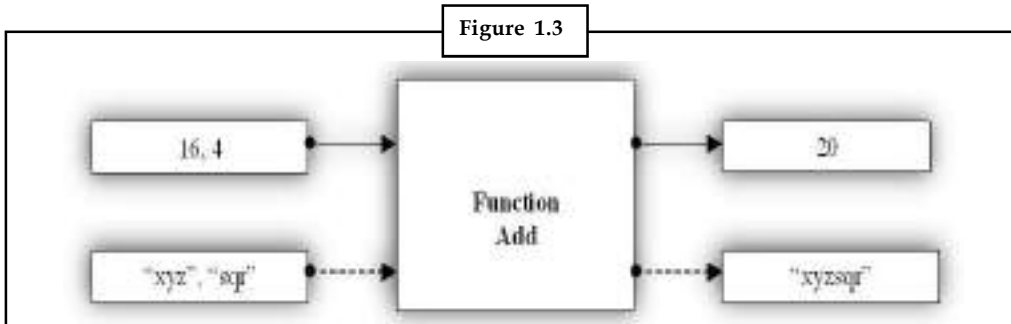 Figure 1.3
16, 4
20
Function
Add
“xyz”, “sqr”
“xyzsqr”